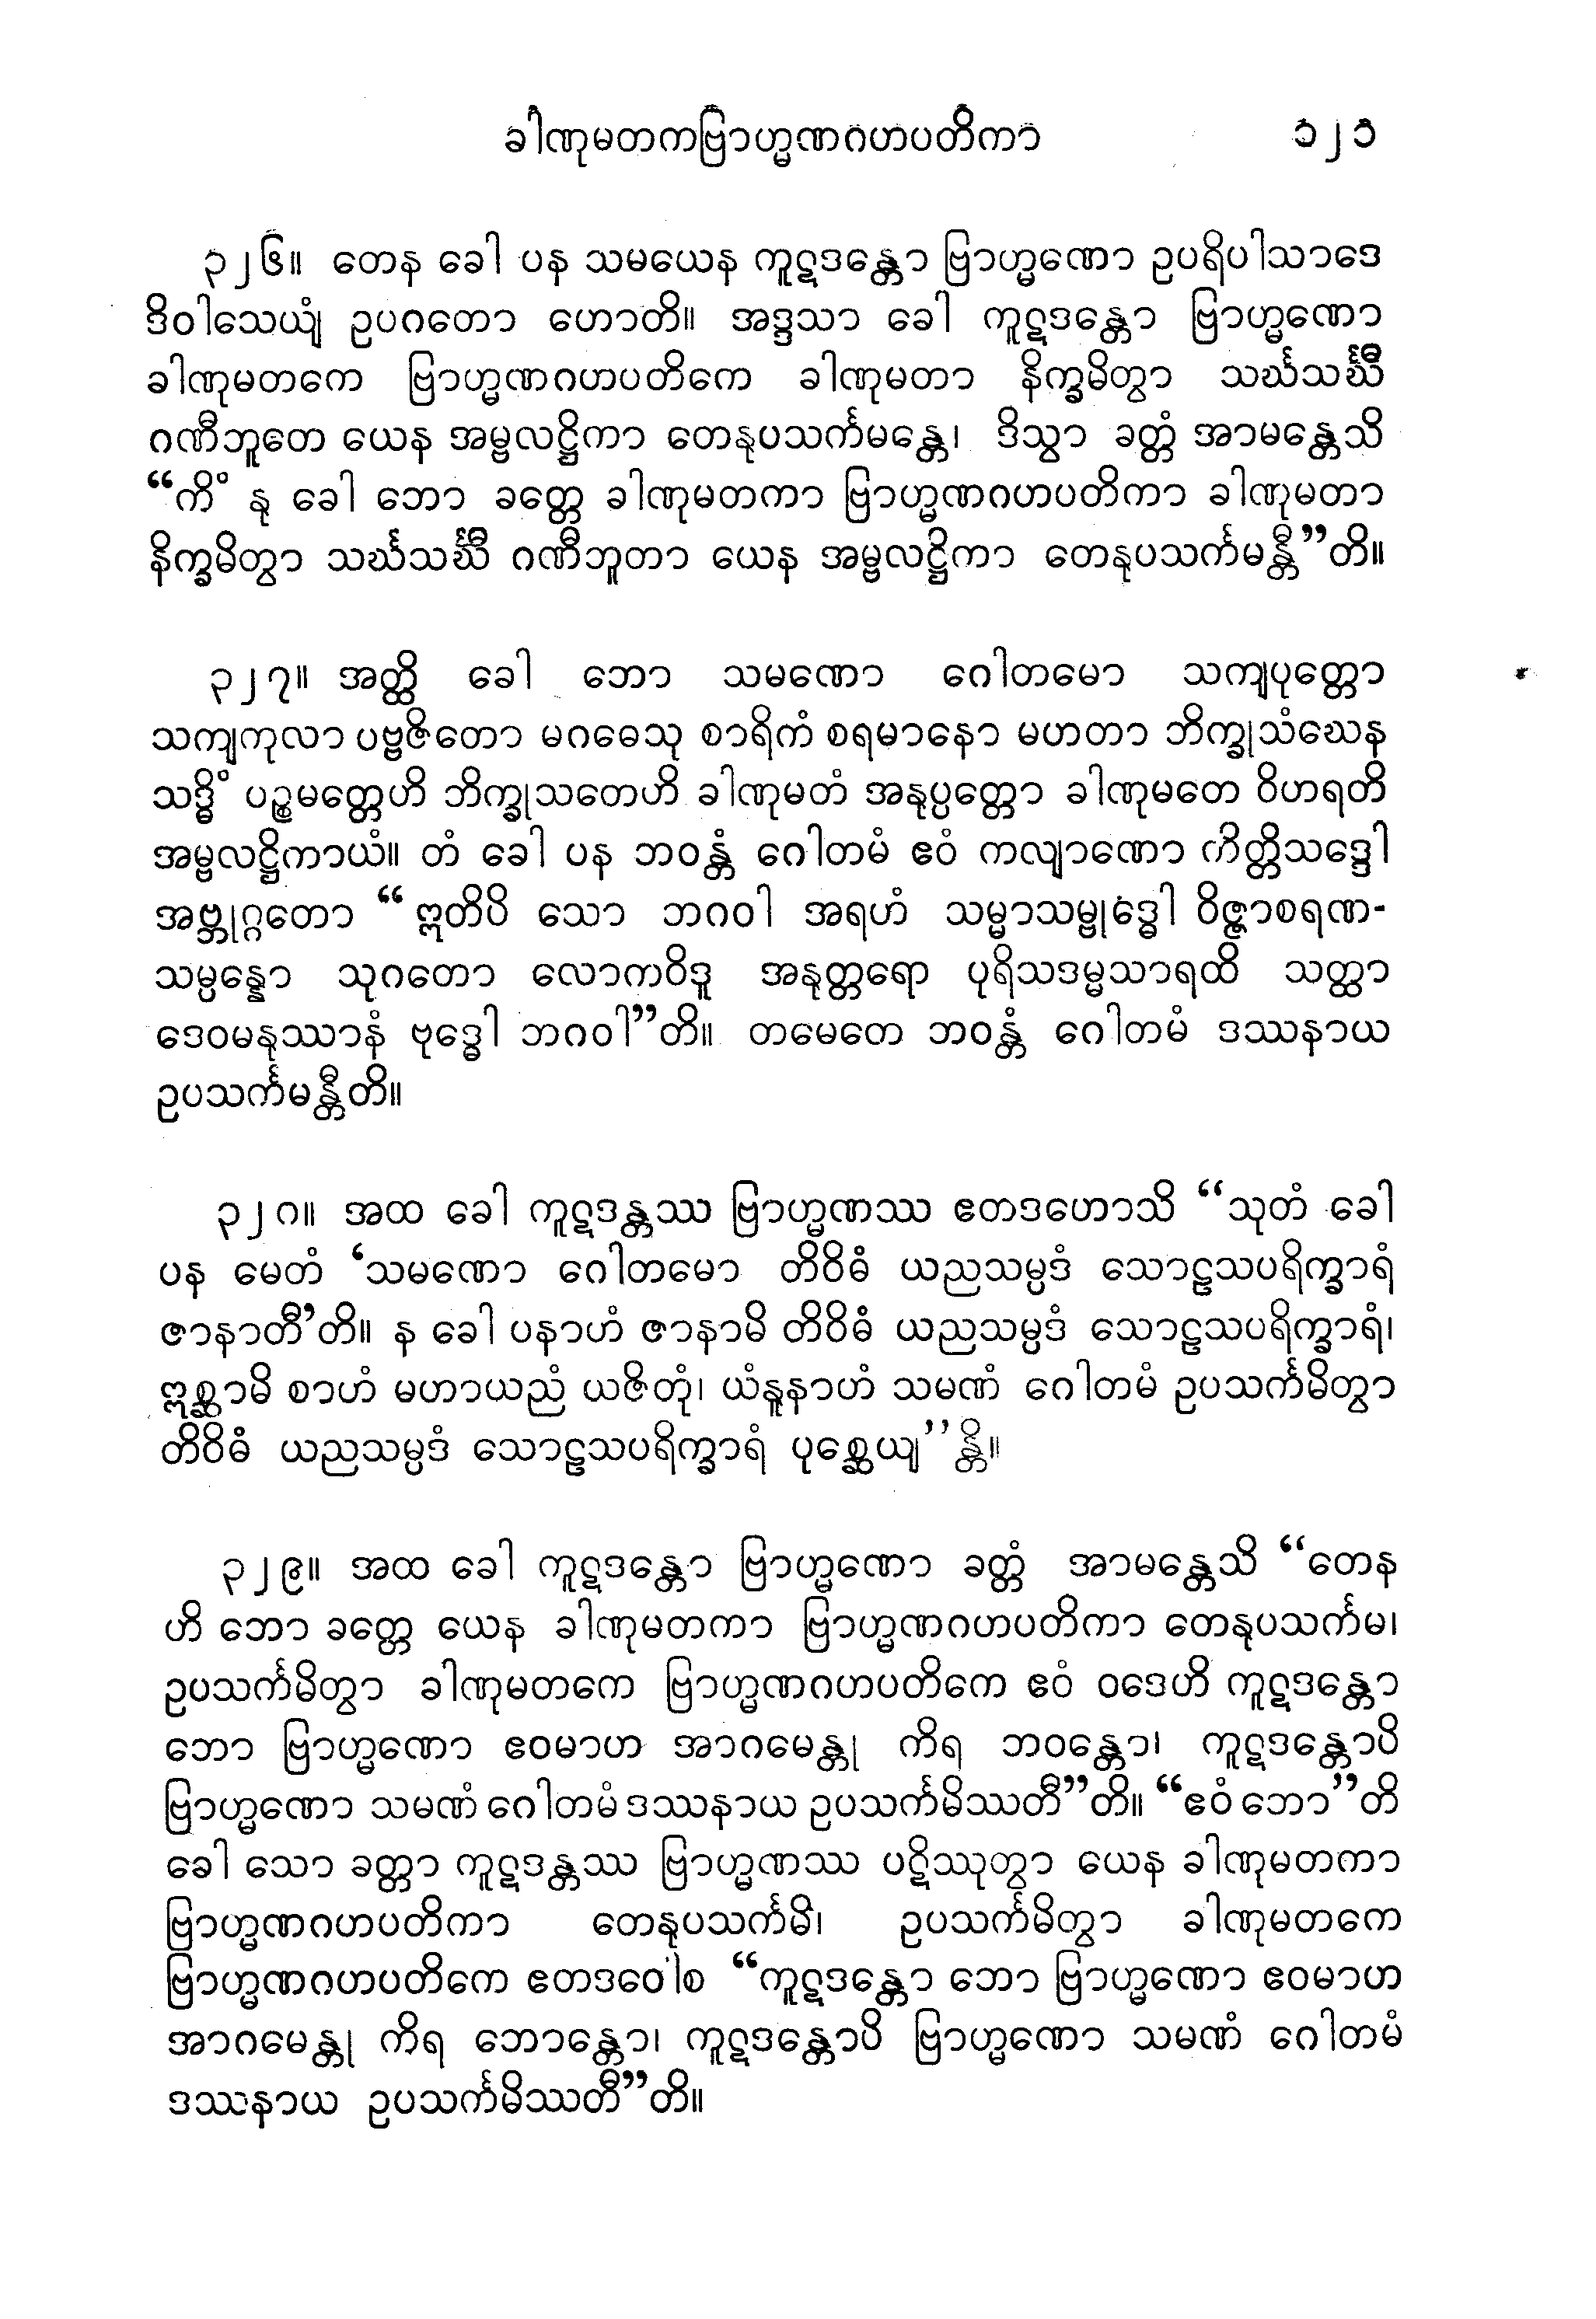 ခါဏုမတကဗြာဟ္မဏဂဟပတိကာ ၁၂၁
၃၂၆။ တေန ခေါ ပန သမယေန ကူဋဒန္တော ဗြာဟ္မဏော ဥပရိပါသာဒေ
ဒိဝါသေယျံ ဥပဂတော ဟောတိ။ အဒ္ဒသာ ခေါ ကူဋဒန္တော ဗြာဟ္မဏော
ခါဏုမတကေ ဗြာဟ္မဏဂဟပတိကေ ခါဏုမတာ နိက္ခမိတွာ သင်္ဃသင်္ဃီ
ဂဏီဘူတေ ယေန အမ္ဗလဋ္ဌိကာ တေနုပသင်္ကမန္တေ၊ ဒိသွာ ခတ္တံ အာမန္တေသိ
“ကိံ နု ခေါ ဘော ခတ္တေ ခါဏုမတကာ ဗြာဟ္မဏဂဟပတိကာ ခါဏုမတာ
နိက္ခမိတွာ သင်္ဃသင်္ဃီ ဂဏီဘူတာ ယေန အမ္ဗလဋ္ဌိကာ တေနုပသင်္ကမန္တီ”တိ။
၃၂၇။ အတ္ထိ ခေါ ဘော သမဏော ဂေါတမော သကျပုတ္တော
သကျကုလာ ပဗ္ဗဇိတော မဂဓေသု စာရိကံ စရမာနော မဟတာ ဘိက္ခုသံဃေန
သဒ္ဓိံ ပဉ္စမတ္တေဟိ ဘိက္ခုသတေဟိ ခါဏုမတံ အနုပ္ပတ္တော ခါဏုမတေ ဝိဟရတိ
အမ္ဗလဋ္ဌိကာယံ။ တံ ခေါ ပန ဘဝန္တံ ဂေါတမံ ဧဝံ ကလျာဏော ကိတ္တိသဒ္ဒေါ
အဗ္ဘုဂ္ဂတော “ဣတိပိ သော ဘဂဝါ အရဟံ သမ္မာသမ္ဗုဒ္ဓေါ ဝိဇ္ဇာစရဏ-
သမ္ပန္နော သုဂတော လောကဝိဒူ အနုတ္တရော ပုရိသဒမ္မသာရထိ သတ္ထာ
ဒေဝမနုဿာနံ ဗုဒ္ဓေါ ဘဂဝါ”တိ။ တမေတေ ဘဝန္တံ ဂေါတမံ ဒဿနာယ
ဥပသင်္ကမန္တီတိ။
၃၂၈။ အထ ခေါ ကူဋဒန္တဿ ဗြာဟ္မဏဿ ဧတဒဟောသိ “သုတံ ခေါ
ပန မေတံ ‘သမဏော ဂေါတမော တိဝိဓံ ယညသမ္ပဒံ သောဠသပရိက္ခာရံ
ဇာနာတီ’တိ။ န ခေါ ပနာဟံ ဇာနာမိ တိဝိဓံ ယညသမ္ပဒံ သောဠသပရိက္ခာရံ၊
ဣစ္ဆာမိ စာဟံ မဟာယညံ ယဇိတုံ၊ ယံနူနာဟံ သမဏံ ဂေါတမံ ဥပသင်္ကမိတွာ
တိဝိဓံ ယညသမ္ပဒံ သောဠသပရိက္ခာရံ ပုစ္ဆေယျ”န္တိ။
၃၂၉။ အထ ခေါ ကူဋဒန္တော ဗြာဟ္မဏော ခတ္တံ အာမန္တေသိ “တေန
ဟိ ဘော ခတ္တေ ယေန ခါဏုမတကာ ဗြာဟ္မဏဂဟပတိကာ တေနုပသင်္ကမ၊
ဥပသင်္ကမိတွာ ခါဏုမတကေ ဗြာဟ္မဏဂဟပတိကေ ဧဝံ ဝဒေဟိ ကူဋဒန္တော
ဘော ဗြာဟ္မဏော ဧဝမာဟ အာဂမေန္တု ကိရ ဘဝန္တော၊ ကူဋဒန္တောပိ
ဗြာဟ္မဏော သမဏံ ဂေါတမံ ဒဿနာယ ဥပသင်္ကမိဿတီ”တိ။ “ဧဝံ ဘော”တိ
ခေါ သော ခတ္တာ ကူဋဒန္တဿ ဗြာဟ္မဏဿ ပဋိဿုတွာ ယေန ခါဏုမတကာ
ဗြာဟ္မဏဂဟပတိကာ တေနုပသင်္ကမိ၊ ဥပသင်္ကမိတွာ ခါဏုမတကေ
ဗြာဟ္မဏဂဟပတိကေ ဧတဒဝေါစ “ကူဋဒန္တော ဘော ဗြာဟ္မဏော ဧဝမာဟ
အာဂမေန္တု ကိရ ဘောန္တော၊ ကူဋဒန္တောပိ ဗြာဟ္မဏော သမဏံ ဂေါတမံ
ဒဿနာယ ဥပသင်္ကမိဿတီ”တိ။